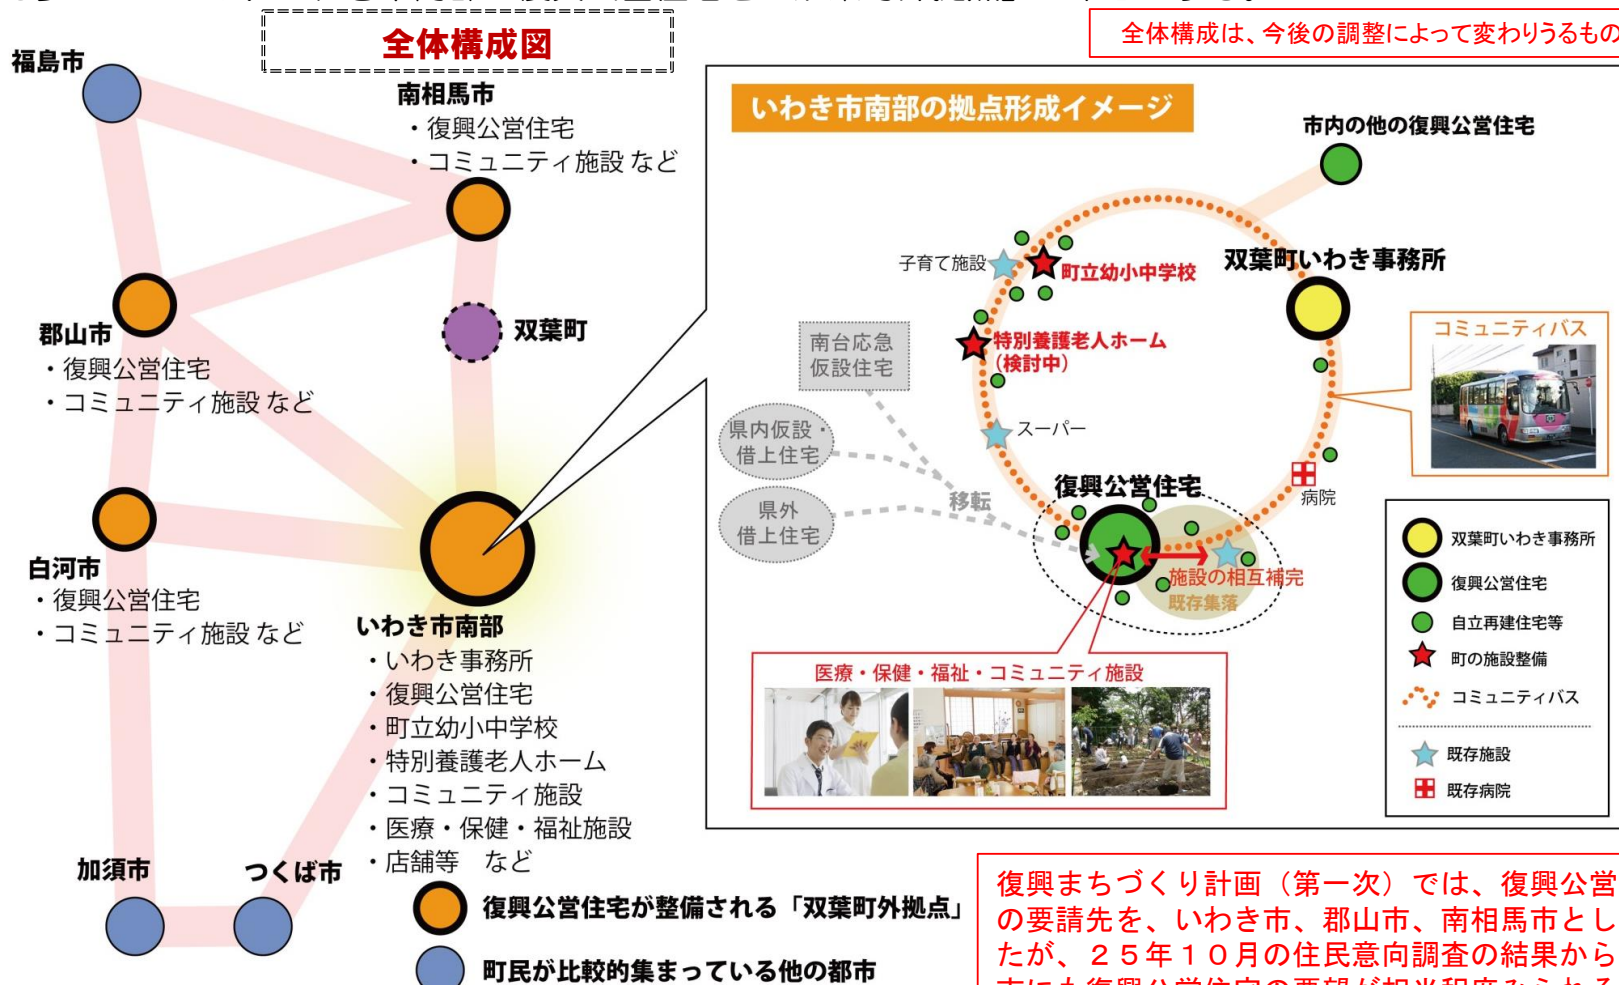 全体構成図
全体構成は、今後の調整によって変わりうるもの
福島市
南相馬市
・復興公営住宅
・コミュニティ施設 など
郡山市
・復興公営住宅
・コミュニティ施設 など
双葉町
白河市
・復興公営住宅
・コミュニティ施設 など
いわき市南部
・いわき事務所
・復興公営住宅
・町立幼小中学校
・特別養護老人ホーム
・コミュニティ施設
・医療・保健・福祉施設
・店舗等 など
加須市
つくば市
復興公営住宅が整備される「双葉町外拠点」
町民が比較的集まっている他の都市
いわき市南部の拠点形成イメージ
市内の他の復興公営住宅
子育て施設
町立幼小中学校
双葉町いわき事務所
特別養護老人ホーム
(検討中)
南台応急
仮設住宅
県内仮設・
借上住宅
県外
借上住宅
移転
スーパー
コミュニティバス
病院
復興公営住宅
施設の相互補完
既存集落
医療・保健・福祉・コミュニティ施設
双葉町いわき事務所
復興公営住宅
自立再建住宅等
町の施設整備
コミュニティバス
既存施設
既存病院
復興まちづくり計画(第一次)では、復興公営
の要請先を、いわき市、郡山市、南相馬市とし
たが、25年10月の住民意向調査の結果から
市にも復興公営住宅の要望が相当程度みられる